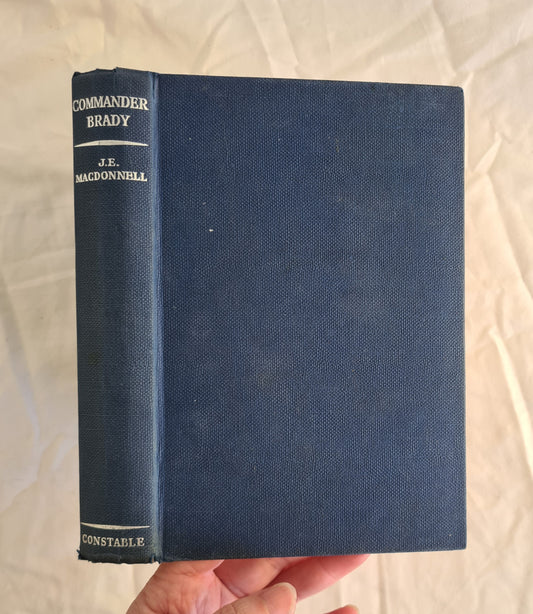 COMMANDER
BRADY
J.E.
MACDONNELL
CONSTABLE